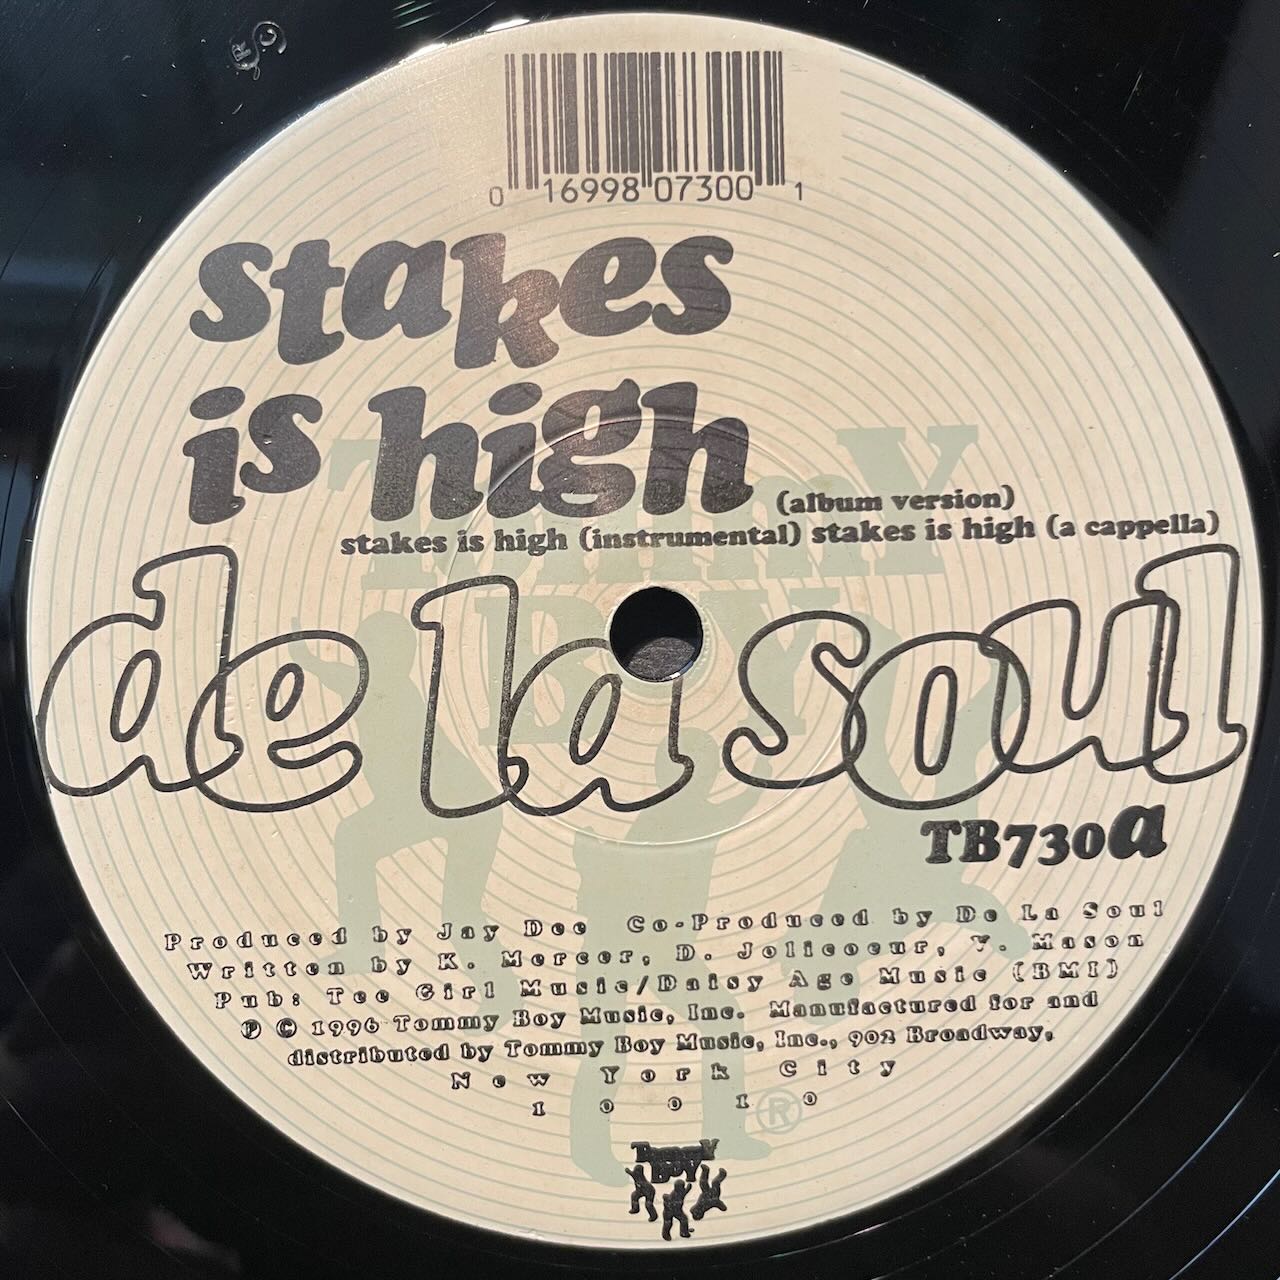 0 16998 07300 1
stakes
is high (album version)
stakes is high (instrumental) stakes is high (a cappella)
Tommy
Boy
de la soul
TB730a
Produced by Jay Dee Co-Produced by De La Soul
Written by K. Mercer, D. Jolicoeur, V. Mason
Pub: Tee Girl Music/Daisy Age Music (BMI)
℗ © 1996 Tommy Boy Music, Inc. Manufactured for and
distributed by Tommy Boy Music, Inc., 902 Broadway,
New York City
10010
®
Tommy
Boy